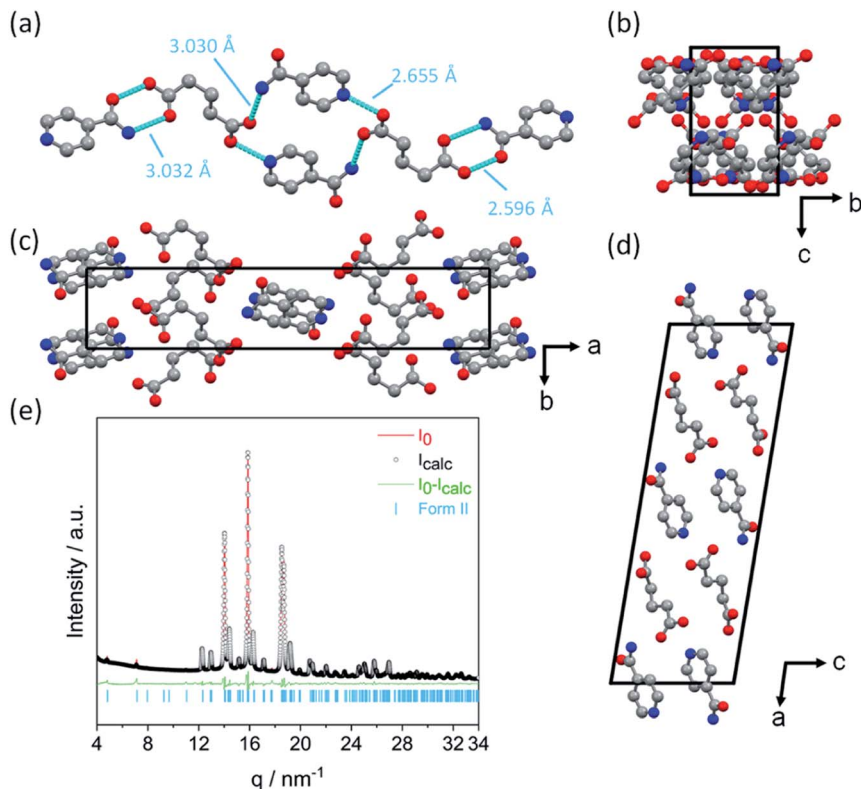 (a)
3.030 Å
2.655 Å
3.032 Å
2.596 Å
(b)
b
c
(c)
a
b
(d)
c
a
(e)
I0
Icalc
I0-Icalc
Form II
Intensity / a.u.
4 8 12 16 20 24 28 32 34
q / nm-1